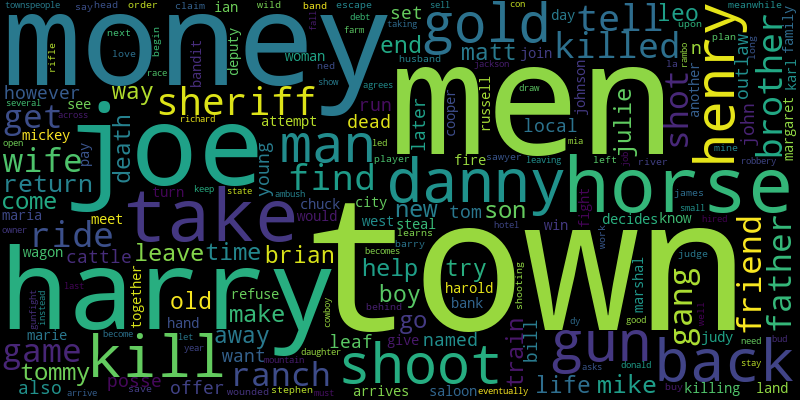 townspeople say head order band ian wild escape debt fall sell con
money gold tell leo meanwhile
claim set farm taking upon plan
rifle next love begin bandit deputy woman end matt join day family
race agrees husband rambo karl
however way killed n outlaw long
several see sheriff run show jackson la brother
get mickey across attempt dead later cooper russell draw johnson another margaret
joe men henry
open richard man led local julie shot john mine
wife pay death young find player fire sawyer mia left river robbery
return keep state ambush danny horse leaving job james
come turn take chuck city new tom son win fight small hired
maria meet would west steal learns decides know
owner ride leave time brian barry hotel work judge
wagon cattle becomes help try marshal friend father
harry town
together old boy harold bank shooting gang
last refuse behind go dy good need well
gunfight instead become hand make cowboy gun
marie let away leaf give named train bill judy bud back
game kill year want daughter shoot asks donald stay
tommy posse mountain ranch arrives saloon life mike killing buy land
also arrive offer save wounded stephen eventually must